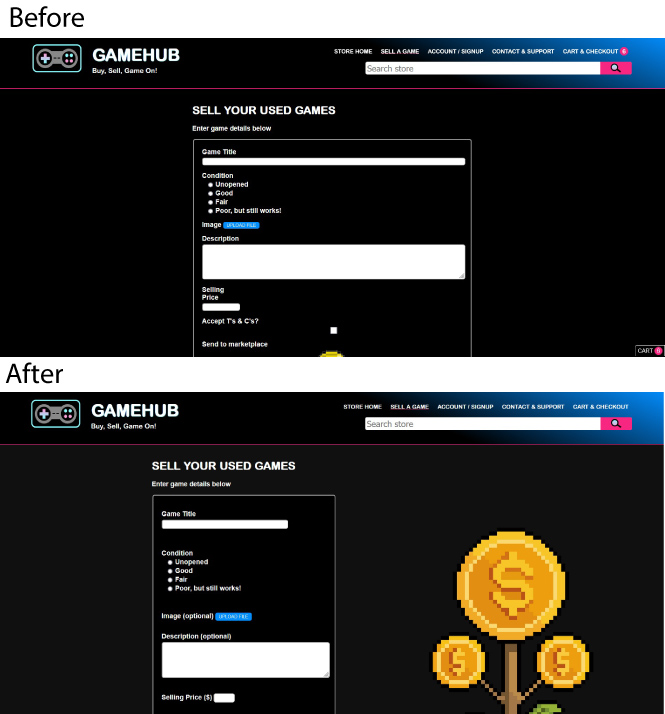 Before
GAMEHUB
Buy, Sell, Game On!
STORE HOME SELL A GAME ACCOUNT / SIGNUP CONTACT & SUPPORT CART & CHECKOUT 6
Search store
SELL YOUR USED GAMES
Enter game details below
Game Title
Condition
Unopened
Good
Fair
Poor, but still works!
Image UPLOAD FILE
Description
Selling
Price
Accept T's & C's?
Send to marketplace
CART 6
After
GAMEHUB
Buy, Sell, Game On!
STORE HOME SELL A GAME ACCOUNT / SIGNUP CONTACT & SUPPORT CART & CHECKOUT
Search store
SELL YOUR USED GAMES
Enter game details below
Game Title
Condition
Unopened
Good
Fair
Poor, but still works!
Image (optional) UPLOAD FILE
Description (optional)
Selling Price ($)
$
$ $